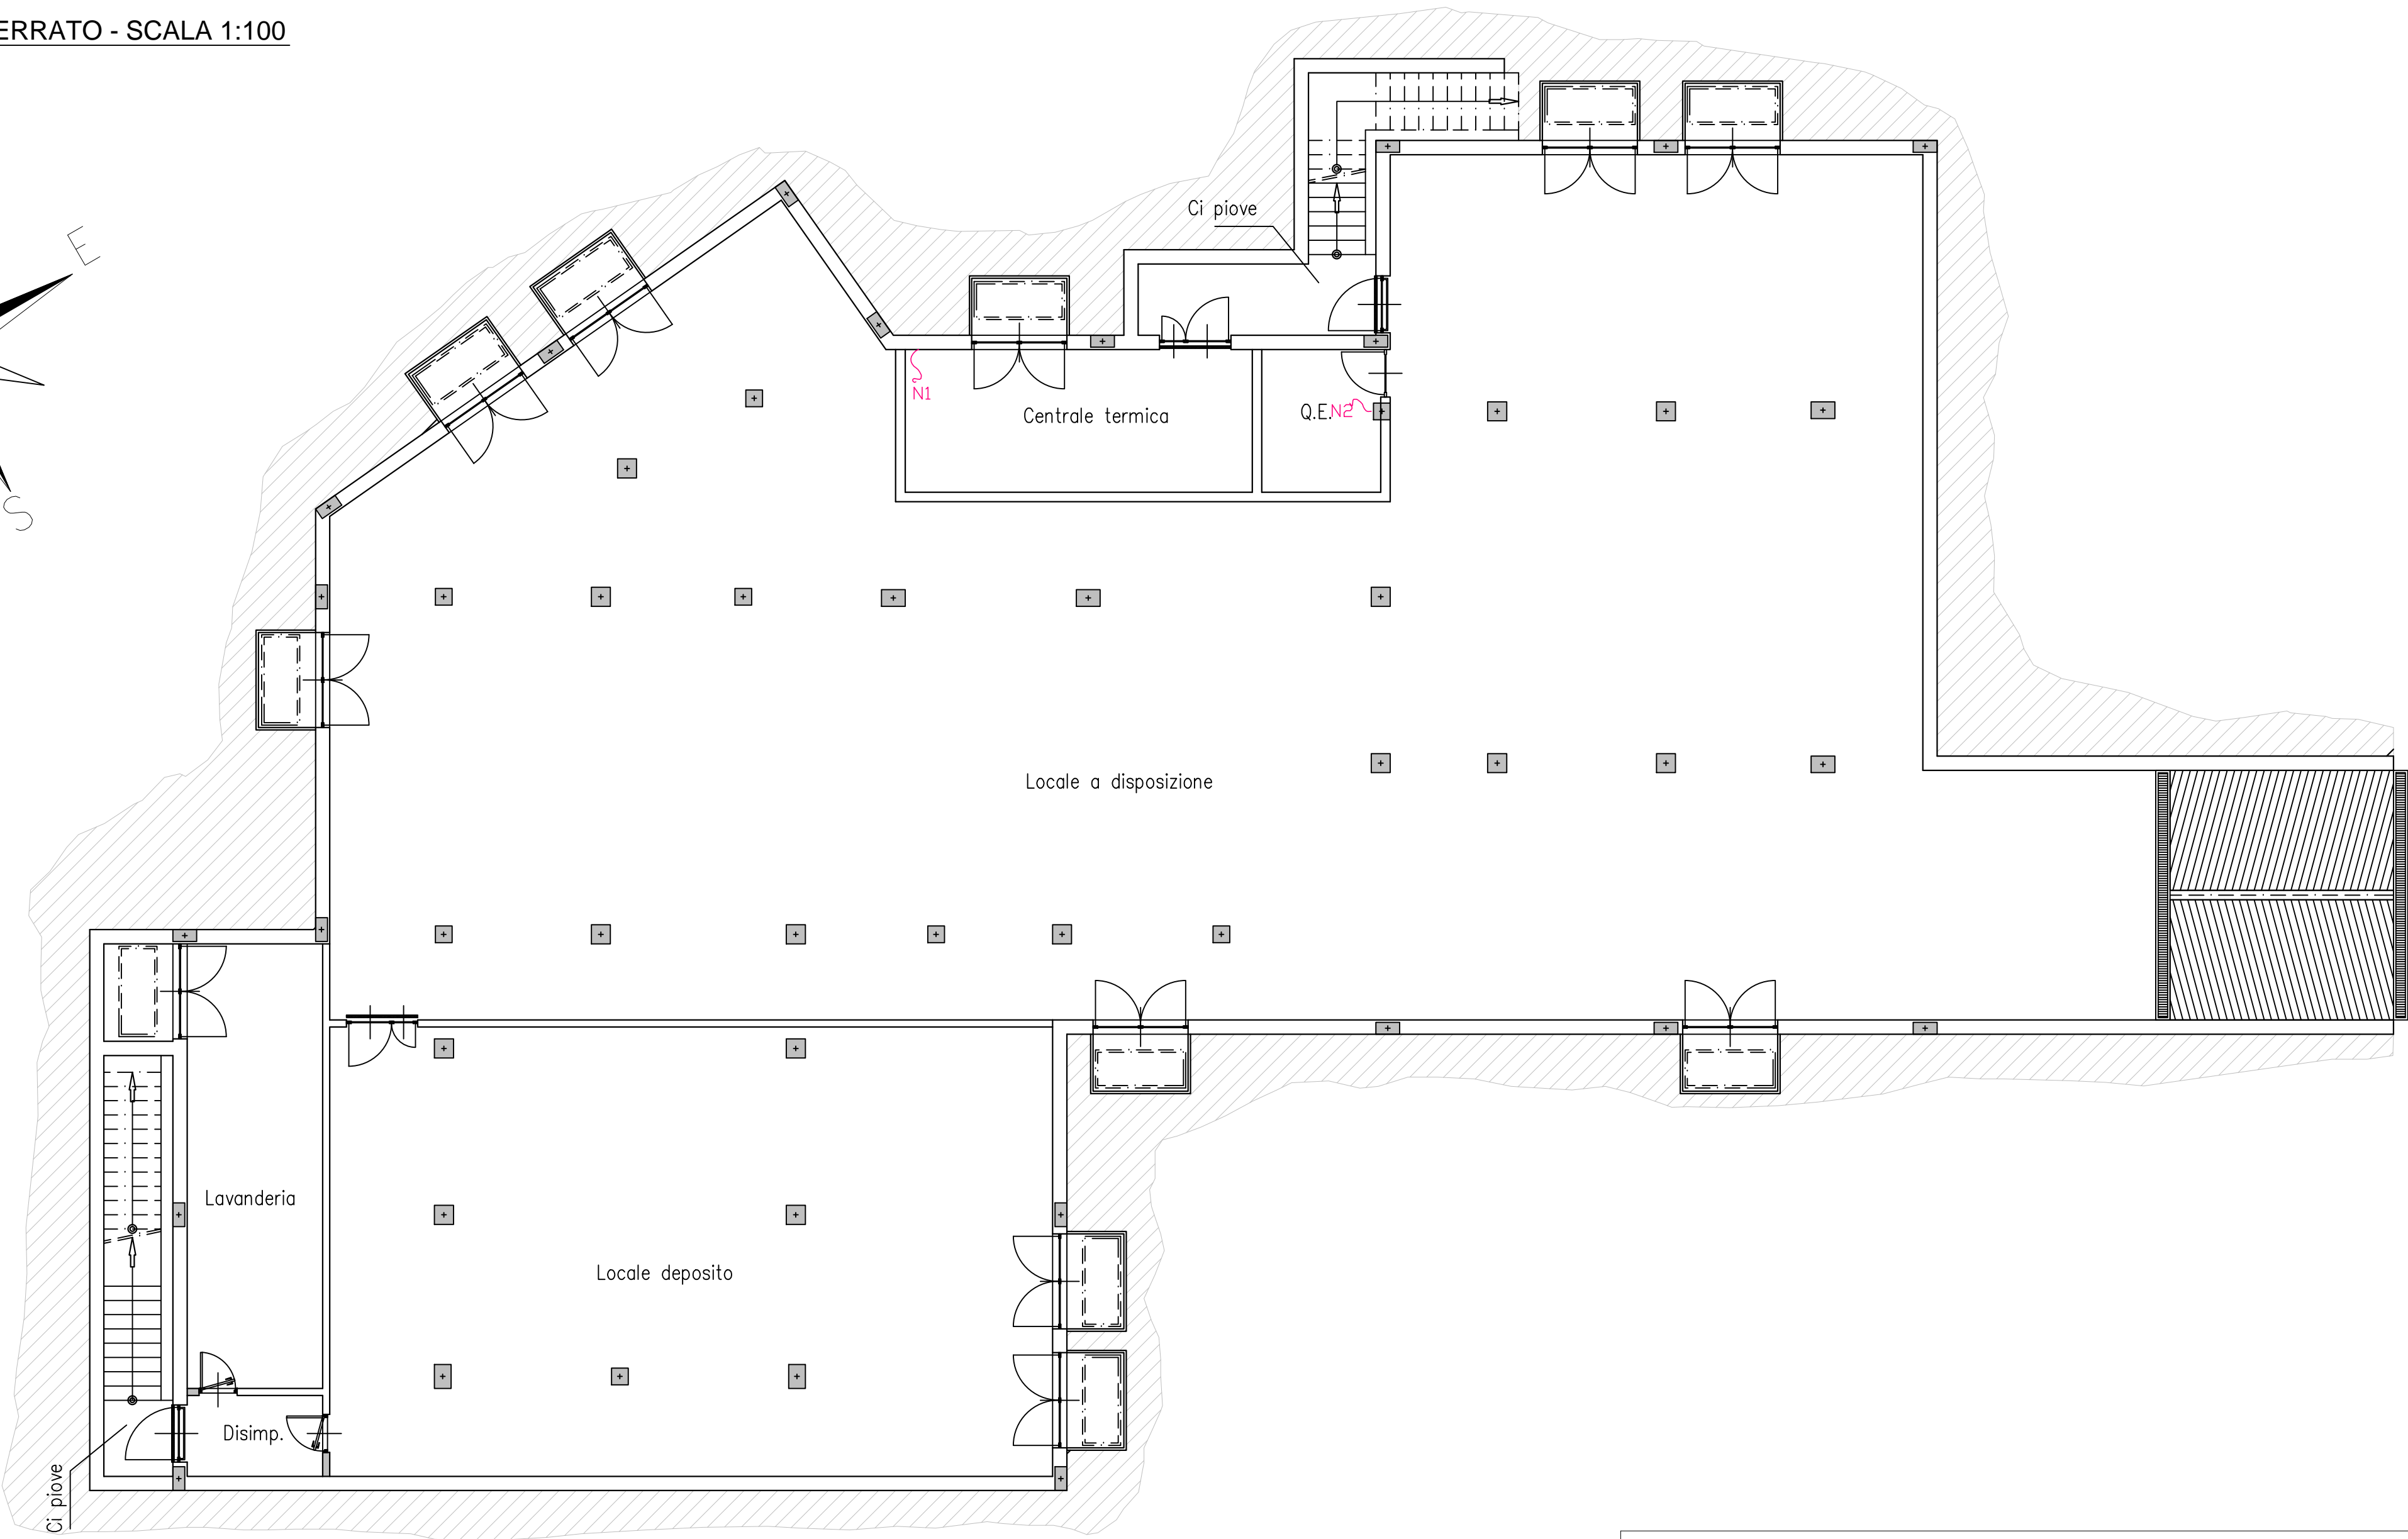 ERRATO - SCALA 1:100
E
S
Ci piove
N1
Centrale termica
Q.E.
N2
Locale a disposizione
Lavanderia
Locale deposito
Disimp.
Ci piove